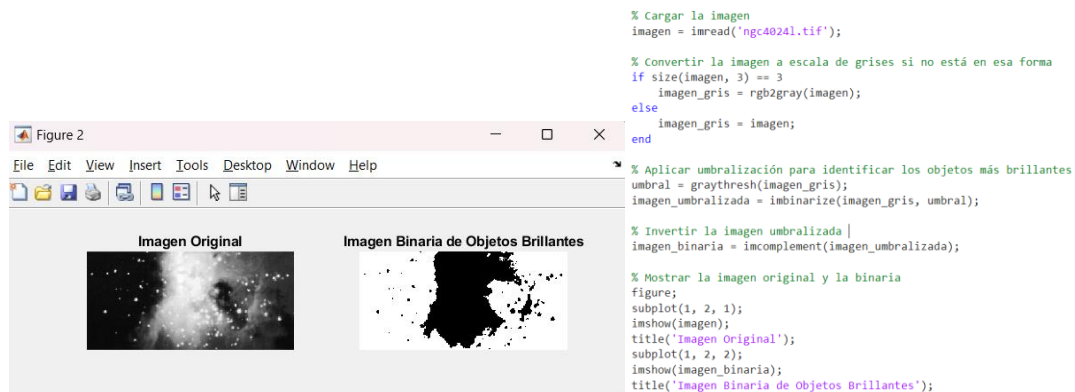 Figure 2
File Edit View Insert Tools Desktop Window Help
Imagen Original
Imagen Binaria de Objetos Brillantes
% Cargar la imagen
imagen = imread('ngc4024l.tif');
% Convertir la imagen a escala de grises si no está en esa forma
if size(imagen, 3) == 3
    imagen_gris = rgb2gray(imagen);
else
    imagen_gris = imagen;
end
% Aplicar umbralización para identificar los objetos más brillantes
umbral = graythresh(imagen_gris);
imagen_umbralizada = imbinarize(imagen_gris, umbral);
% Invertir la imagen umbralizada
imagen_binaria = imcomplement(imagen_umbralizada);
% Mostrar la imagen original y la binaria
figure;
subplot(1, 2, 1);
imshow(imagen);
title('Imagen Original');
subplot(1, 2, 2);
imshow(imagen_binaria);
title('Imagen Binaria de Objetos Brillantes');